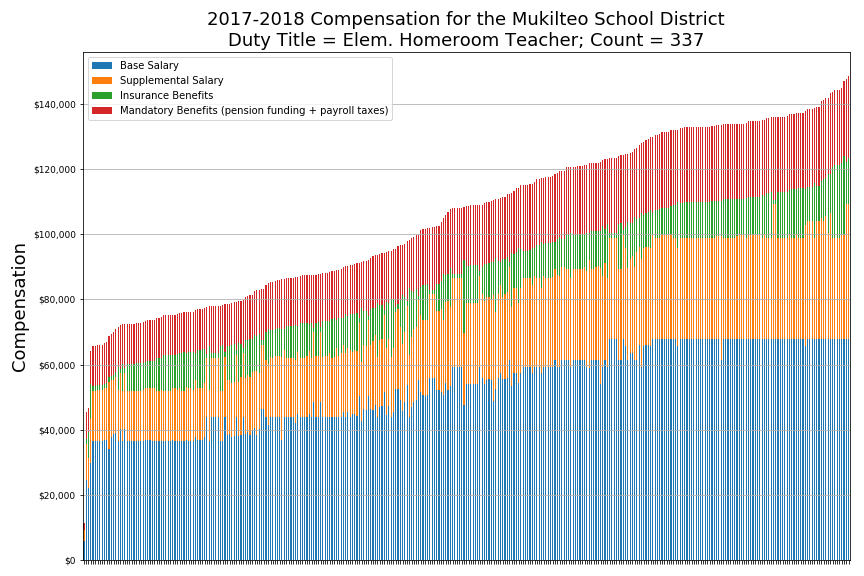 2017-2018 Compensation for the Mukilteo School District
Duty Title = Elem. Homeroom Teacher; Count = 337
Base Salary
Supplemental Salary
Insurance Benefits
Mandatory Benefits (pension funding + payroll taxes)
$140,000
$120,000
$100,000
$80,000
$60,000
$40,000
$20,000
$0
Compensation